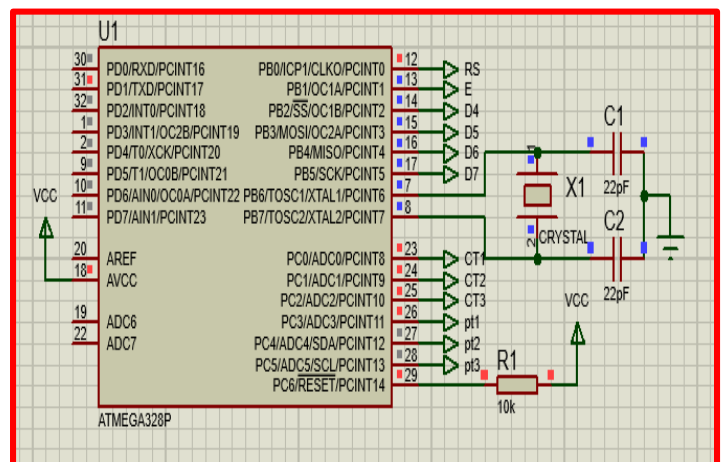 U1
30 PD0/RXD/PCINT16 PB0/ICP1/CLKO/PCINT0 12 RS
31 PD1/TXD/PCINT17 PB1/OC1A/PCINT1 13 E
32 PD2/INT0/PCINT18 PB2/SS/OC1B/PCINT2 14 D4
1 PD3/INT1/OC2B/PCINT19 PB3/MOSI/OC2A/PCINT3 15 D5
2 PD4/T0/XCK/PCINT20 PB4/MISO/PCINT4 16 D6
9 PD5/T1/OC0B/PCINT21 PB5/SCK/PCINT5 17 D7
10 PD6/AIN0/OC0A/PCINT22 PB6/TOSC1/XTAL1/PCINT6 7
11 PD7/AIN1/PCINT23 PB7/TOSC2/XTAL2/PCINT7 8
VCC
20 AREF PC0/ADC0/PCINT8 23 CT1
18 AVCC PC1/ADC1/PCINT9 24 CT2
PC2/ADC2/PCINT10 25 CT3
19 ADC6 PC3/ADC3/PCINT11 26 pt1
22 ADC7 PC4/ADC4/SDA/PCINT12 27 pt2
PC5/ADC5/SCL/PCINT13 28 pt3
PC6/RESET/PCINT14 29
ATMEGA328P
C1
22pF
X1
CRYSTAL
2
C2
22pF
VCC
R1
10k